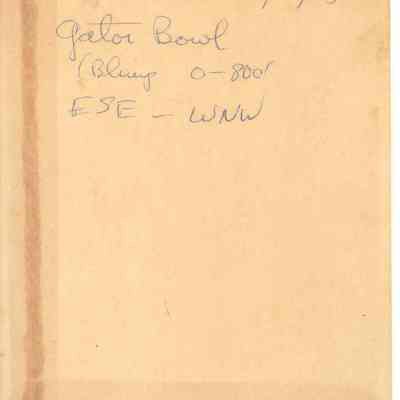 Gator Bowl
(Blimp 0-800'
ESE - WNW